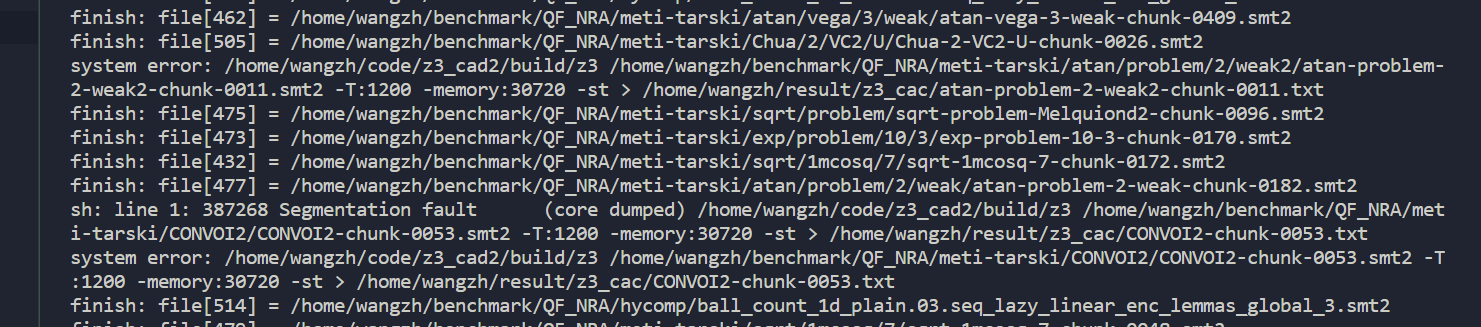 finish: file[462] = /home/wangzh/benchmark/QF_NRA/meti-tarski/atan/vega/3/weak/atan-vega-3-weak-chunk-0409.smt2
finish: file[505] = /home/wangzh/benchmark/QF_NRA/meti-tarski/Chua/2/VC2/U/Chua-2-VC2-U-chunk-0026.smt2
system error: /home/wangzh/code/z3_cad2/build/z3 /home/wangzh/benchmark/QF_NRA/meti-tarski/atan/problem/2/weak2/atan-problem-
2-weak2-chunk-0011.smt2 -T:1200 -memory:30720 -st > /home/wangzh/result/z3_cac/atan-problem-2-weak2-chunk-0011.txt
finish: file[475] = /home/wangzh/benchmark/QF_NRA/meti-tarski/sqrt/problem/sqrt-problem-Melquiond2-chunk-0096.smt2
finish: file[473] = /home/wangzh/benchmark/QF_NRA/meti-tarski/exp/problem/10/3/exp-problem-10-3-chunk-0170.smt2
finish: file[432] = /home/wangzh/benchmark/QF_NRA/meti-tarski/sqrt/1mcosq/7/sqrt-1mcosq-7-chunk-0172.smt2
finish: file[477] = /home/wangzh/benchmark/QF_NRA/meti-tarski/atan/problem/2/weak/atan-problem-2-weak-chunk-0182.smt2
sh: line 1: 387268 Segmentation fault      (core dumped) /home/wangzh/code/z3_cad2/build/z3 /home/wangzh/benchmark/QF_NRA/met
i-tarski/CONVOI2/CONVOI2-chunk-0053.smt2 -T:1200 -memory:30720 -st > /home/wangzh/result/z3_cac/CONVOI2-chunk-0053.txt
system error: /home/wangzh/code/z3_cad2/build/z3 /home/wangzh/benchmark/QF_NRA/meti-tarski/CONVOI2/CONVOI2-chunk-0053.smt2 -T
:1200 -memory:30720 -st > /home/wangzh/result/z3_cac/CONVOI2-chunk-0053.txt
finish: file[514] = /home/wangzh/benchmark/QF_NRA/hycomp/ball_count_1d_plain.03.seq_lazy_linear_enc_lemmas_global_3.smt2